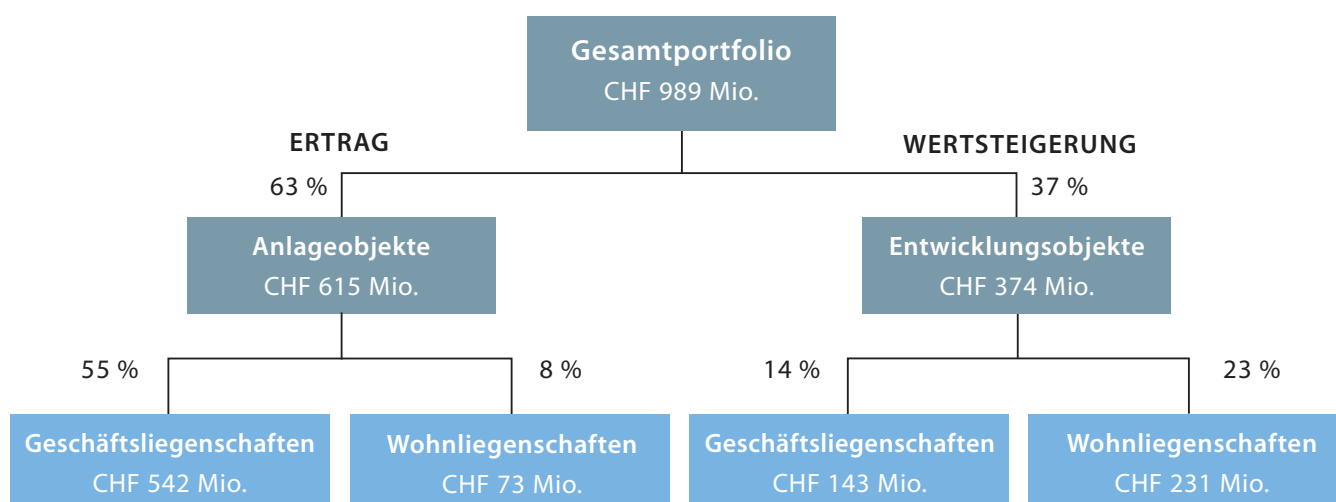 Gesamtportfolio
CHF 989 Mio.
ERTRAG
WERTSTEIGERUNG
63 %
37 %
Anlageobjekte
CHF 615 Mio.
Entwicklungsobjekte
CHF 374 Mio.
55 %
8 %
14 %
23 %
Geschäftsliegenschaften
CHF 542 Mio.
Wohnliegenschaften
CHF 73 Mio.
Geschäftsliegenschaften
CHF 143 Mio.
Wohnliegenschaften
CHF 231 Mio.